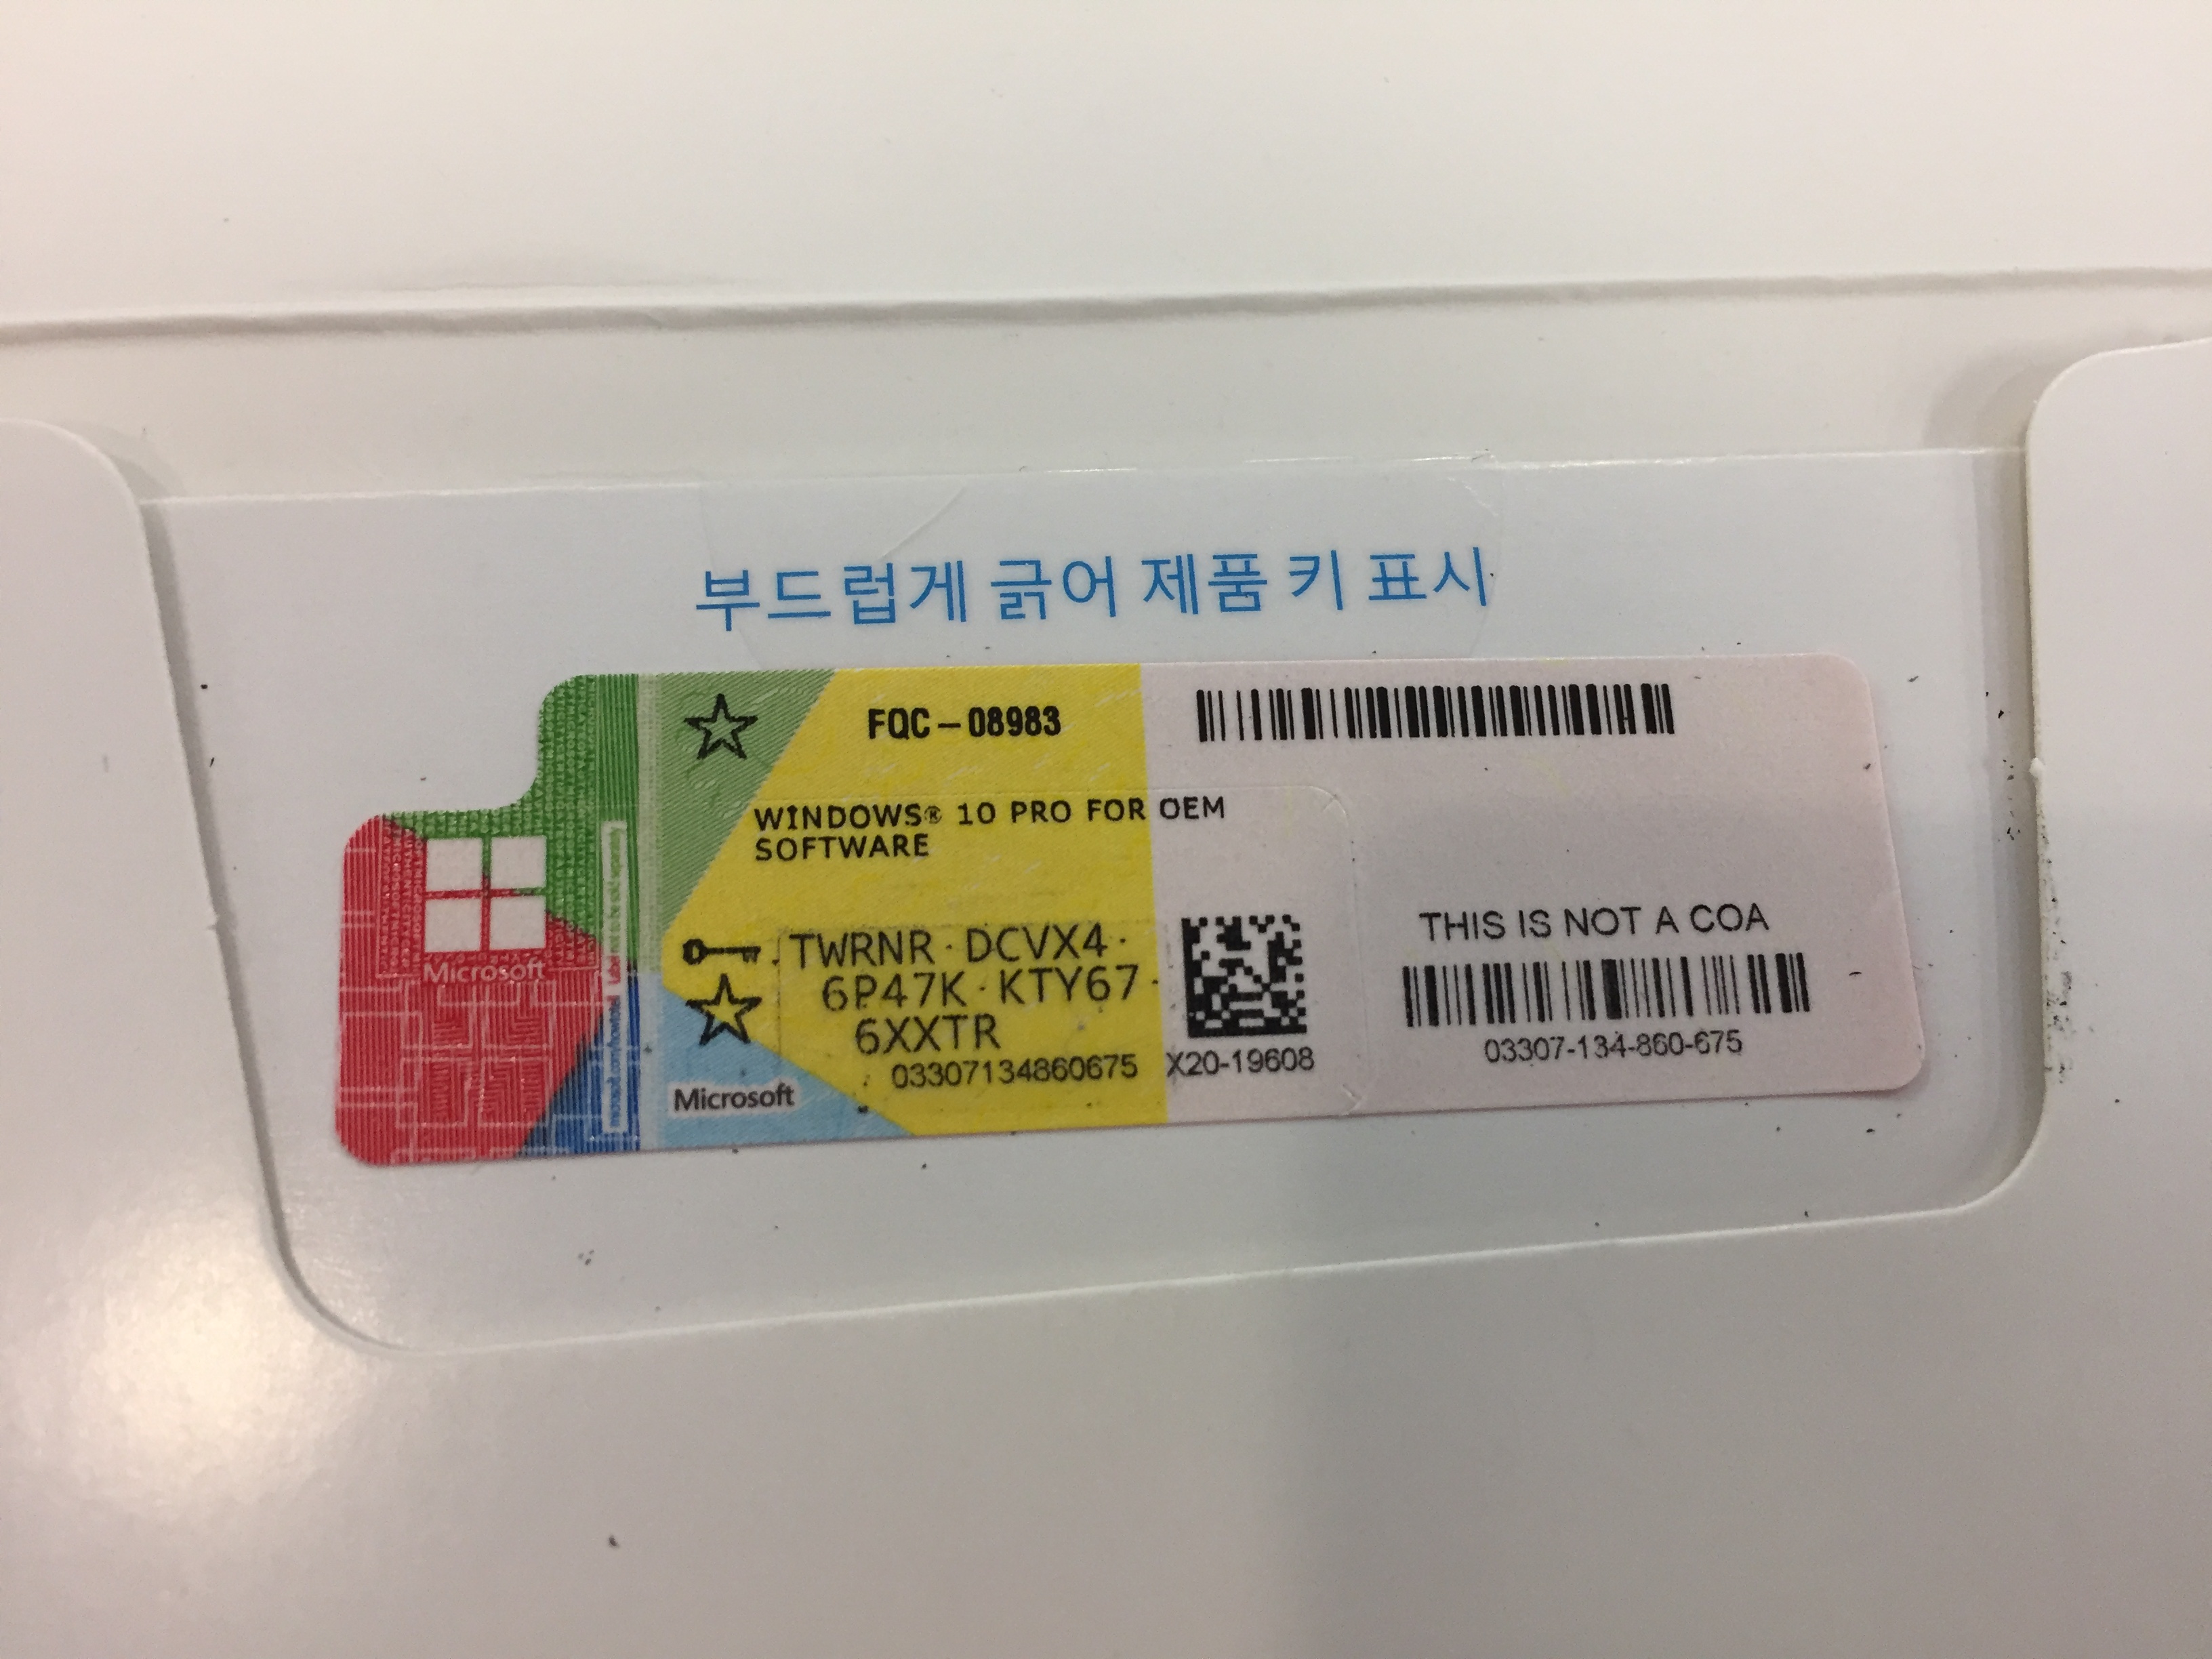 부드럽게 긁어 제품 키 표시
FQC-08983
WINDOWS® 10 PRO FOR OEM
SOFTWARE
TWRNR·DCVX4·
6P47K·KTY67·
6XXTR
03307134860675
X20-19608
THIS IS NOT A COA
03307-134-860-675
Microsoft
Microsoft